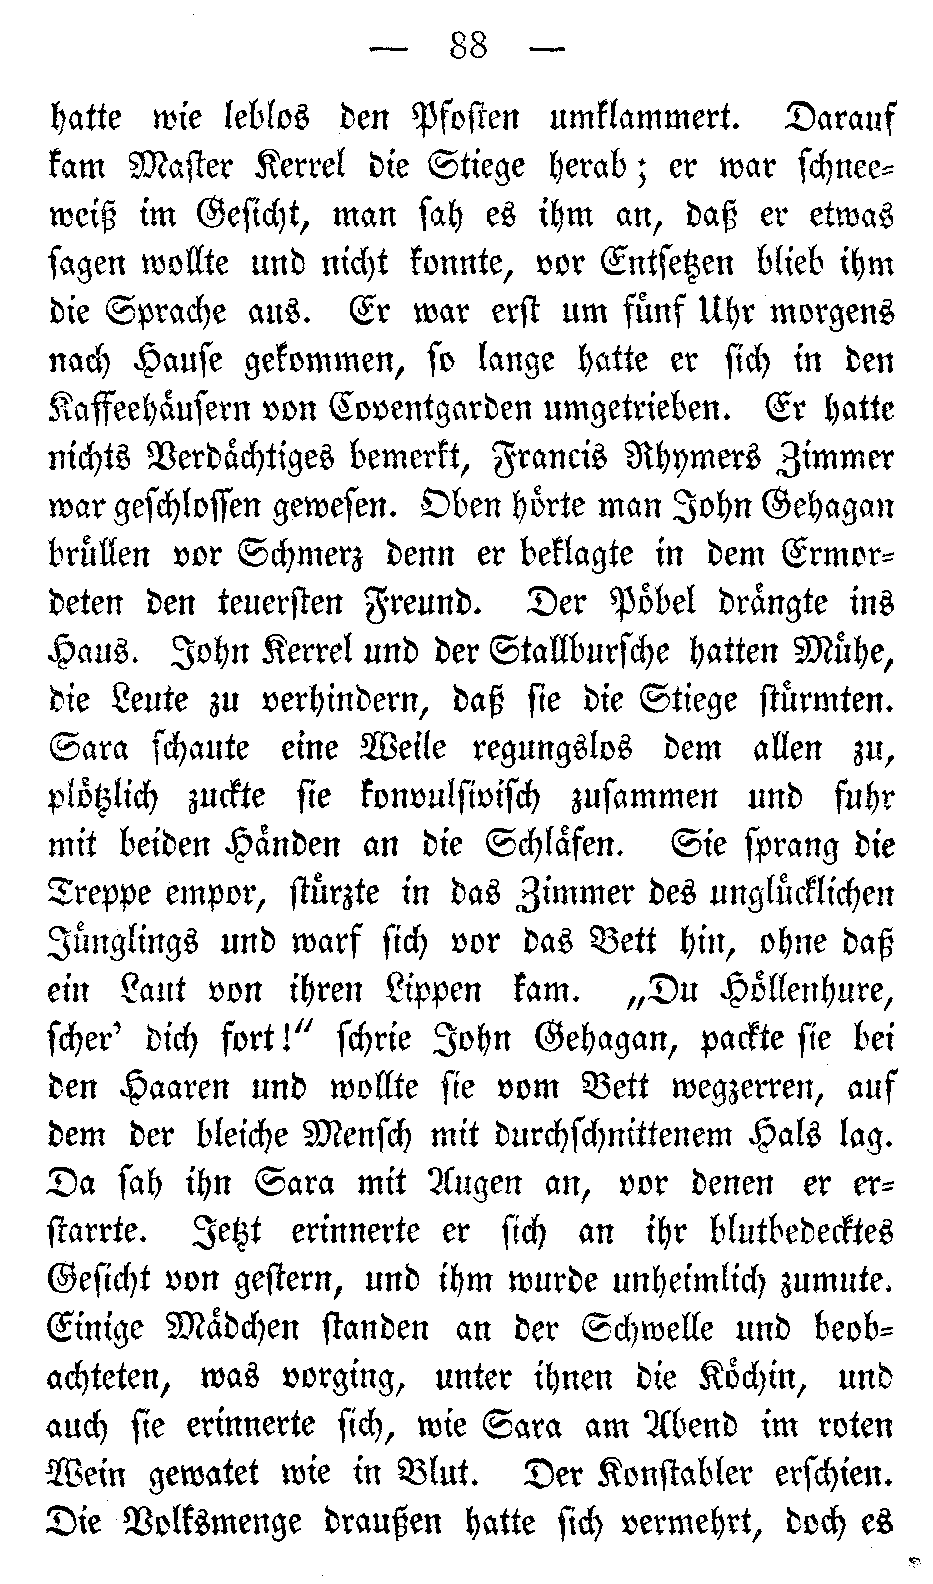 — 88 —
hatte wie leblos den Pfosten umklammert. Darauf
kam Master Kerrel die Stiege herab; er war schnee-
weiß im Gesicht, man sah es ihm an, daß er etwas
sagen wollte und nicht konnte, vor Entsetzen blieb ihm
die Sprache aus. Er war erst um fünf Uhr morgens
nach Hause gekommen, so lange hatte er sich in den
Kaffeehäusern von Coventgarden umgetrieben. Er hatte
nichts Verdächtiges bemerkt, Francis Rhymers Zimmer
war geschlossen gewesen. Oben hörte man John Gehagan
brüllen vor Schmerz denn er beklagte in dem Ermor-
deten den teuersten Freund. Der Pöbel drängte ins
Haus. John Kerrel und der Stallbursche hatten Mühe,
die Leute zu verhindern, daß sie die Stiege stürmten.
Sara schaute eine Weile regungslos dem allen zu,
plötzlich zuckte sie konvulsivisch zusammen und fuhr
mit beiden Händen an die Schläfen. Sie sprang die
Treppe empor, stürzte in das Zimmer des unglücklichen
Jünglings und warf sich vor das Bett hin, ohne daß
ein Laut von ihren Lippen kam. „Du Höllenhure,
scher’ dich fort!“ schrie John Gehagan, packte sie bei
den Haaren und wollte sie vom Bett wegzerren, auf
dem der bleiche Mensch mit durchschnittenem Hals lag.
Da sah ihn Sara mit Augen an, vor denen er er-
starrte. Jetzt erinnerte er sich an ihr blutbedecktes
Gesicht von gestern, und ihm wurde unheimlich zumute.
Einige Mädchen standen an der Schwelle und beob-
achteten, was vorging, unter ihnen die Köchin, und
auch sie erinnerte sich, wie Sara am Abend im roten
Wein gewatet wie in Blut. Der Konstabler erschien.
Die Volksmenge draußen hatte sich vermehrt, doch es